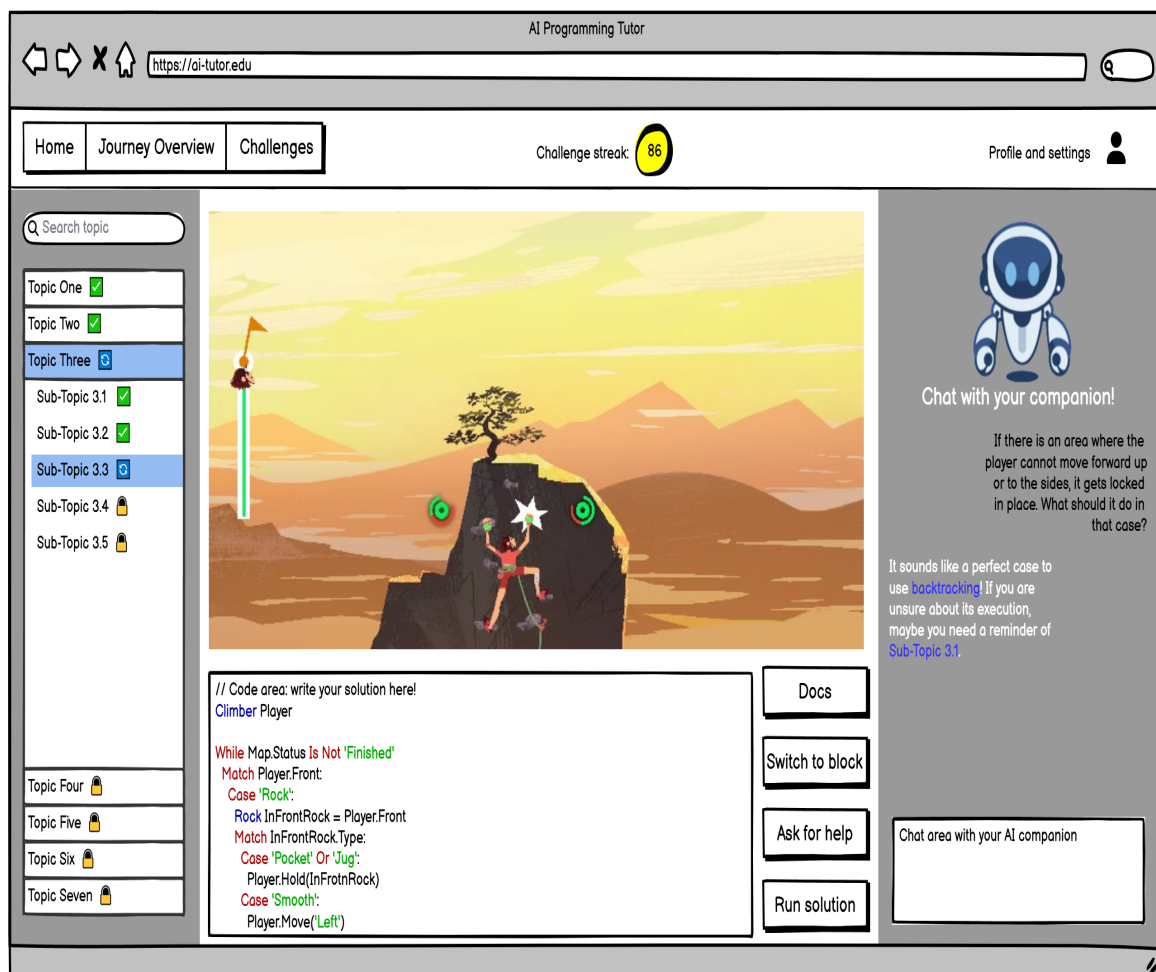 AI Programming Tutor
https://ai-tutor.edu
Home
Journey Overview
Challenges
Challenge streak:
86
Profile and settings
Search topic
Topic One
Topic Two
Topic Three
Sub-Topic 3.1
Sub-Topic 3.2
Sub-Topic 3.3
Sub-Topic 3.4
Sub-Topic 3.5
Topic Four
Topic Five
Topic Six
Topic Seven
// Code area: write your solution here!
Climber Player
While Map.Status Is Not 'Finished'
Match Player.Front:
Case 'Rock':
Rock InFrontRock = Player.Front
Match InFrontRock.Type:
Case 'Pocket' Or 'Jug':
Player.Hold(InFrotnRock)
Case 'Smooth':
Player.Move('Left')
Docs
Switch to block
Ask for help
Run solution
Chat with your companion!
If there is an area where the
player cannot move forward up
or to the sides, it gets locked
in place. What should it do in
that case?
It sounds like a perfect case to
use backtracking! If you are
unsure about its execution,
maybe you need a reminder of
Sub-Topic 3.1.
Chat area with your AI companion